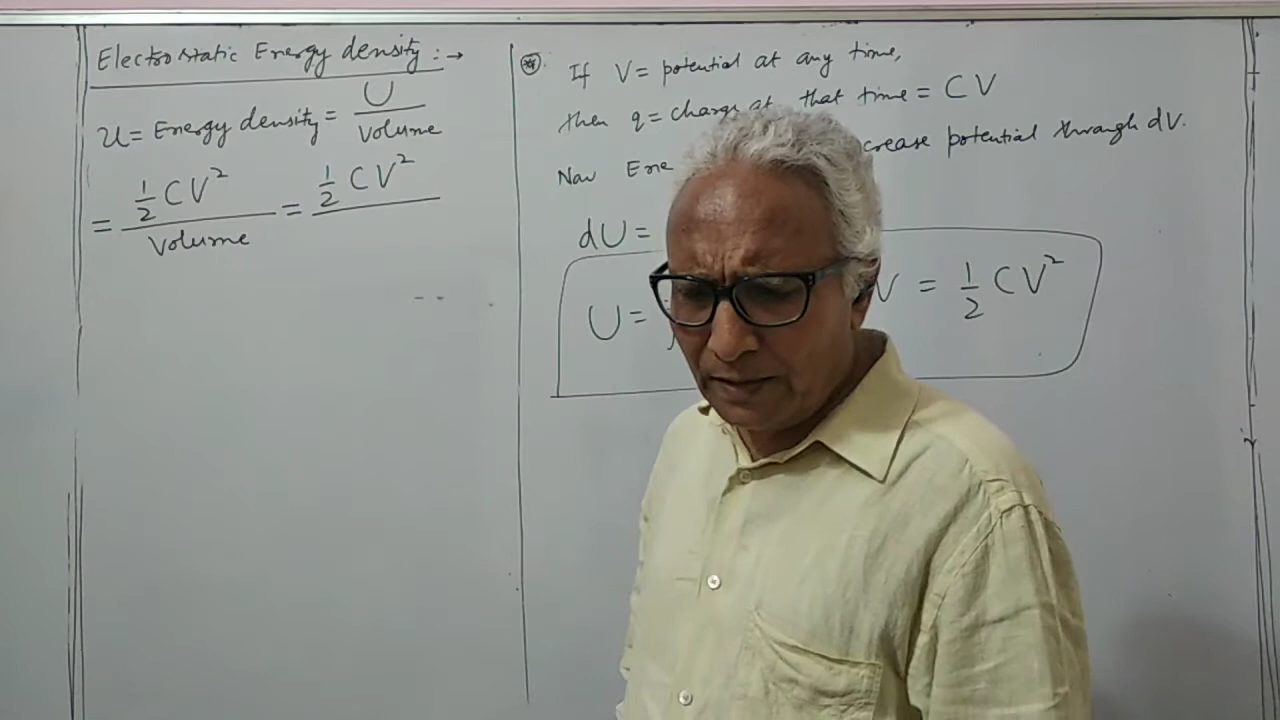 Electrostatic Energy density :→
u = Energy density = U / Volume
= ½ CV² / Volume = ½ CV²
* If V = potential at any time,
then q = charge at that time = CV
Now Ene crease potential through dV.
dU =
U = V = ½ CV²